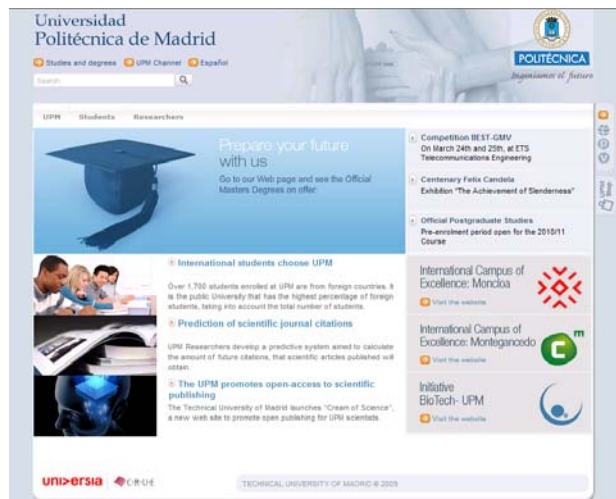 Universidad
Politécnica de Madrid
Studies and degrees UPM Channel Español
Search
POLITÉCNICA
Ingeniamos el futuro
UPM Students Researchers
Prepare your future
with us
Go to our Web page and see the Official
Masters Degrees on offer:
Competition BEST-GMV
On March 24th and 25th, at ETS
Telecommunications Engineering
Centenary Felix Candela
Exhibition "The Achievement of Slenderness"
Official Postgraduate Studies
Pre-enrolment period open for the 2010/11
Course
UPM
Shop
International students choose UPM
Over 1,700 students enrolled at UPM are from foreign countries. It
is the public University that has the highest percentage of foreign
students, taking into account the total number of students.
Prediction of scientific journal citations
UPM Researchers develop a predictive system aimed to calculate
the amount of future citations, that scientific articles published will
obtain.
The UPM promotes open-access to scientific
publishing
The Technical University of Madrid launches "Cream of Science",
a new web site to promote open publishing for UPM scientists.
International Campus of
Excellence: Moncloa
Visit the website
International Campus of
Excellence: Montegancedo
Visit the website
Initiative
BioTech- UPM
Visit the website
universia
C·R·U·E
TECHNICAL UNIVERSITY OF MADRID © 2009